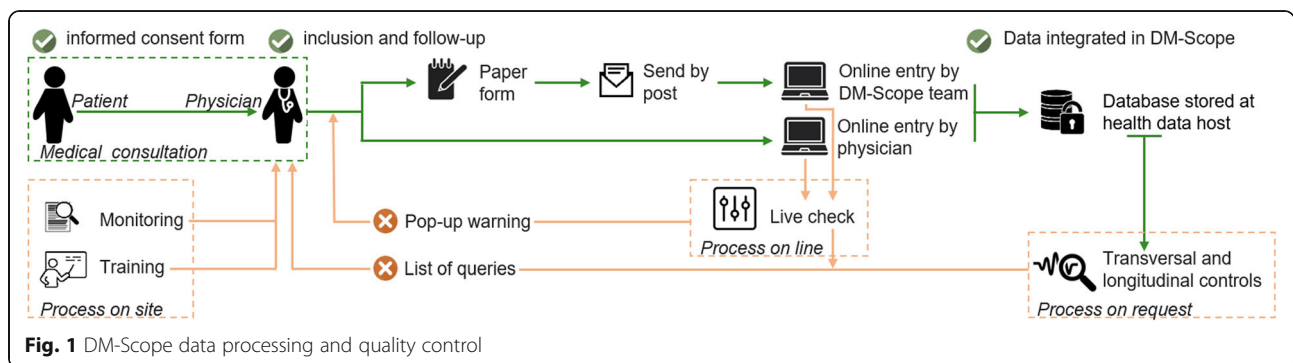 informed consent form
inclusion and follow-up
Data integrated in DM-Scope
Patient
Physician
Medical consultation
Paper
form
Send by
post
Online entry by
DM-Scope team
Online entry by
physician
Database stored at
health data host
Monitoring
Training
Process on site
Pop-up warning
List of queries
Live check
Process on line
Transversal and
longitudinal controls
Process on request
Fig. 1 DM-Scope data processing and quality control